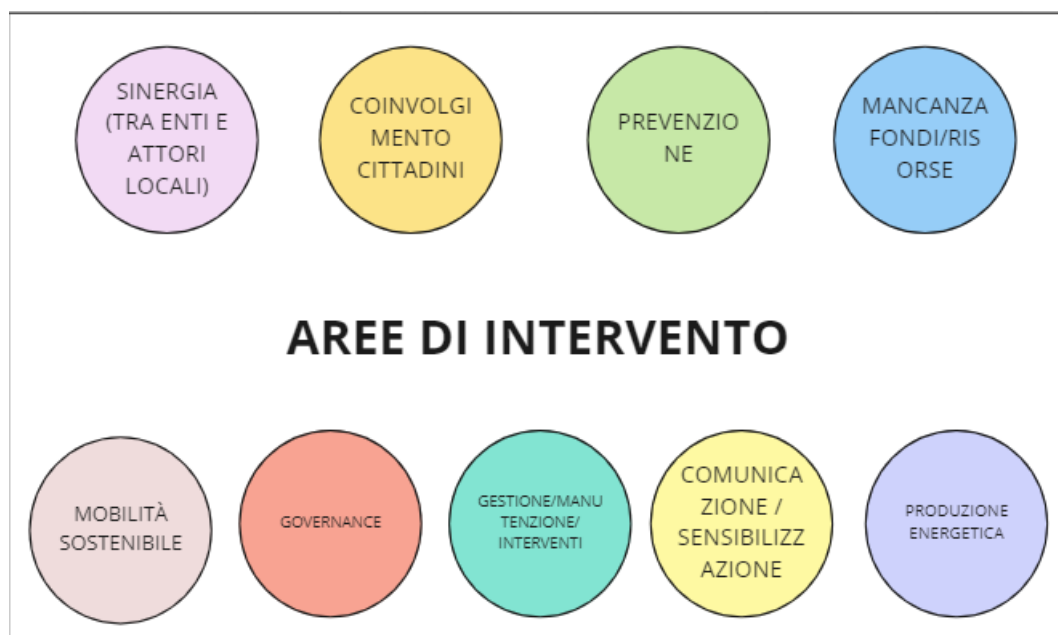 SINERGIA
(TRA ENTI E
ATTORI
LOCALI)
COINVOLGI
MENTO
CITTADINI
PREVENZIO
NE
MANCANZA
FONDI/RIS
ORSE
AREE DI INTERVENTO
MOBILITÀ
SOSTENIBILE
GOVERNANCE
GESTIONE/MANU
TENZIONE/
INTERVENTI
COMUNICA
ZIONE /
SENSIBILIZZ
AZIONE
PRODUZIONE
ENERGETICA